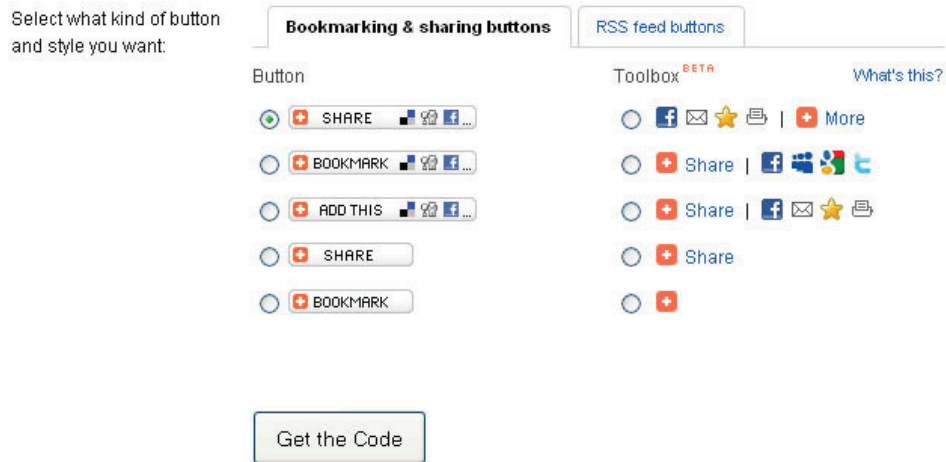 Select what kind of button
and style you want:
Bookmarking & sharing buttons
RSS feed buttons
Button
Toolbox BETA
What's this?
SHARE ...
| More
BOOKMARK ...
Share |
ADD THIS ...
Share |
SHARE
Share
BOOKMARK
Get the Code